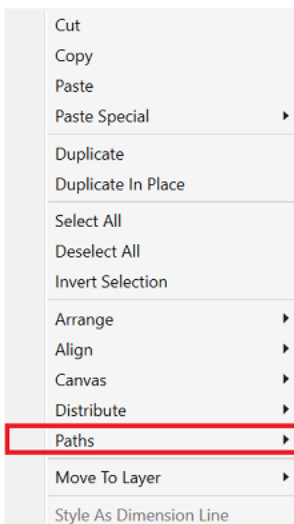 Cut
Copy
Paste
Paste Special
Duplicate
Duplicate In Place
Select All
Deselect All
Invert Selection
Arrange
Align
Canvas
Distribute
Paths
Move To Layer
Style As Dimension Line